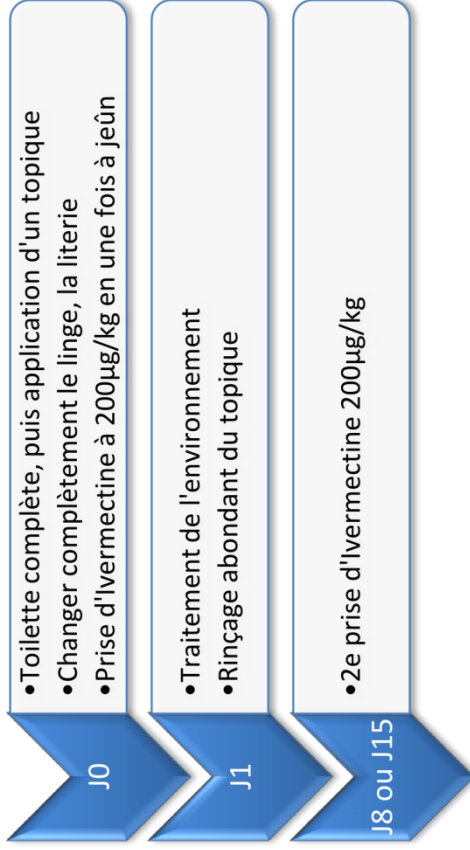 J0
•Toilette complète, puis application d'un topique
•Changer complètement le linge, la literie
•Prise d'Ivermectine à 200µg/kg en une fois à jeûn
J1
•Traitement de l'environnement
•Rinçage abondant du topique
J8 ou J15
•2e prise d'Ivermectine 200µg/kg